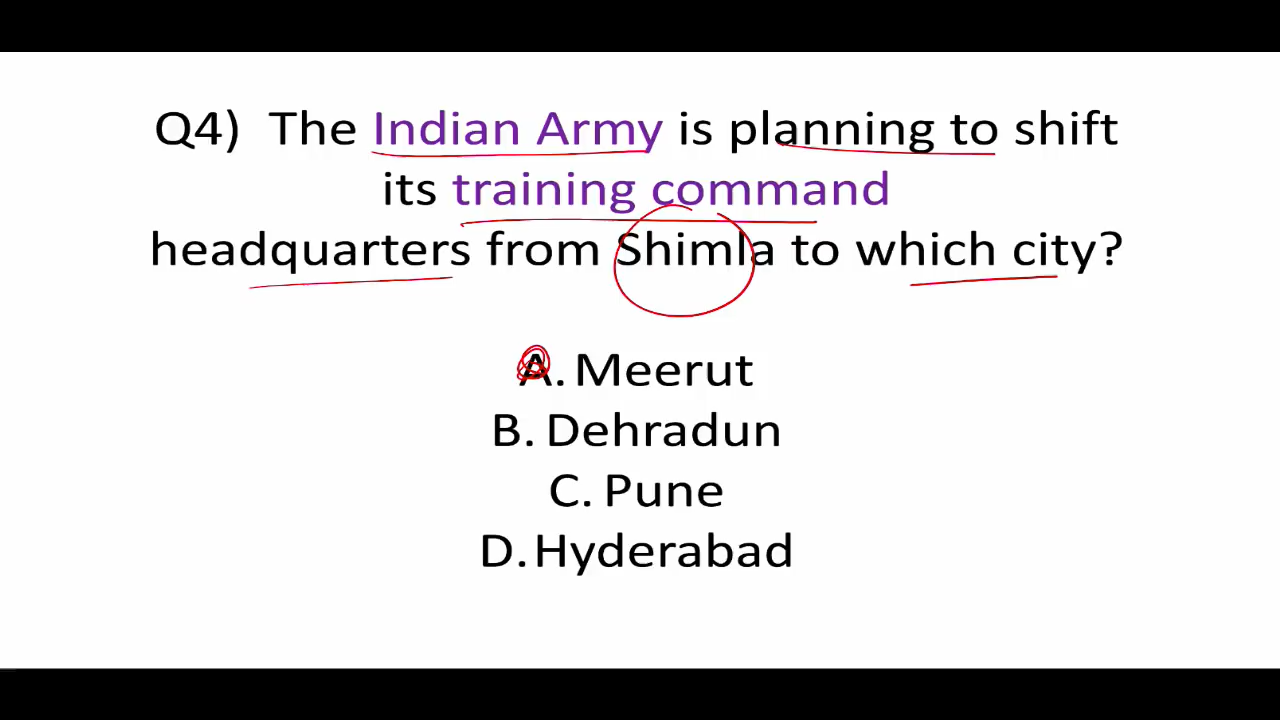 Q4) The Indian Army is planning to shift
its training command
headquarters from Shimla to which city?
A. Meerut
B. Dehradun
C. Pune
D. Hyderabad